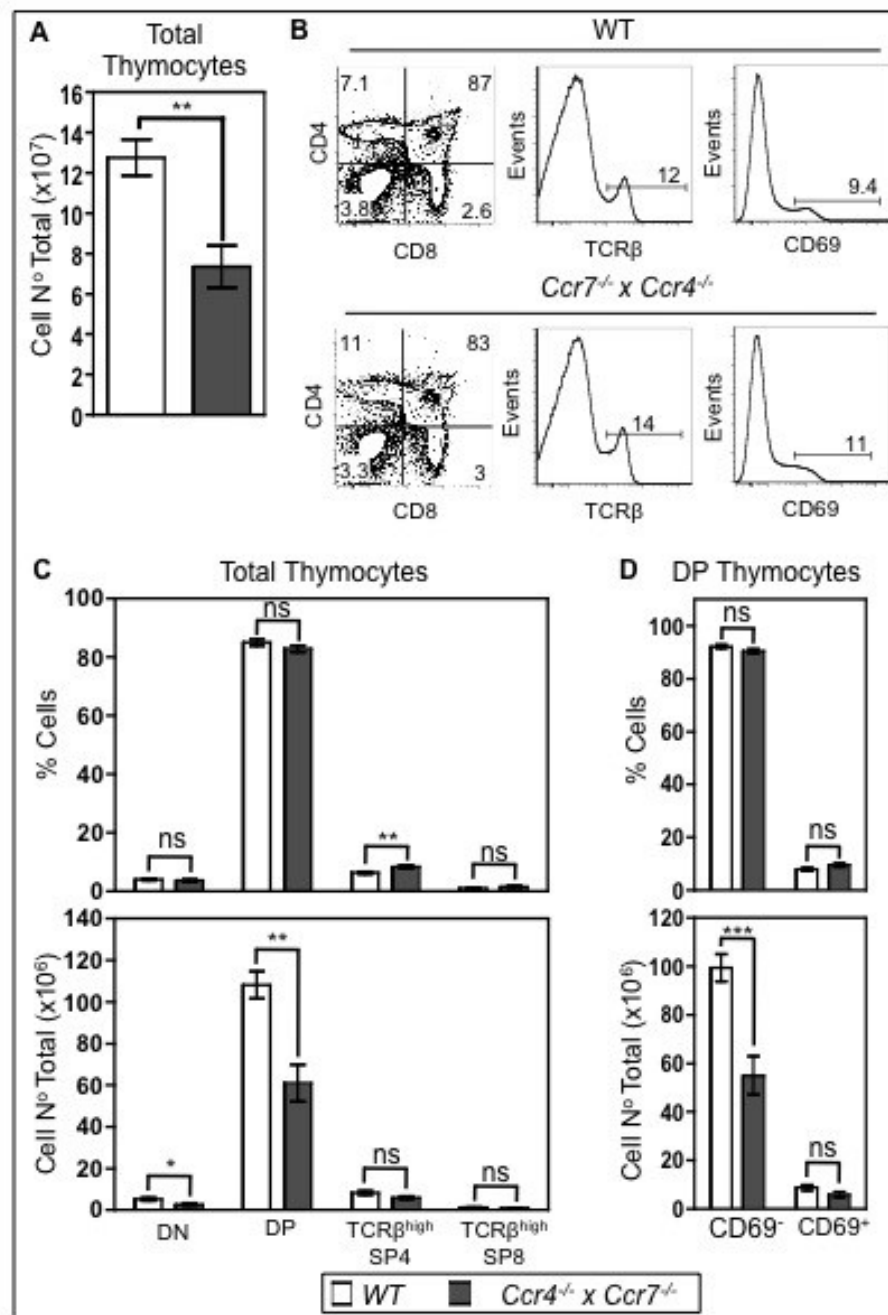 A
Total
Thymocytes
**
Cell Nº Total (x10⁷)
16
14
12
10
8
6
4
2
0
B
WT
7.1
87
3.8
2.6
CD4
CD8
Events
12
TCRβ
Events
9.4
CD69
Ccr7-/- x Ccr4-/-
11
83
3.3
3
CD4
CD8
Events
14
TCRβ
Events
11
CD69
C
Total Thymocytes
% Cells
100
80
60
40
20
0
ns
ns
**
ns
Cell Nº Total (x10⁶)
140
120
100
80
60
40
20
0
*
**
ns
ns
DN
DP
TCRβhigh
SP4
TCRβhigh
SP8
D
DP Thymocytes
% Cells
100
80
60
40
20
0
ns
ns
Cell Nº Total (x10⁶)
120
100
80
60
40
20
0
***
ns
CD69-
CD69+
WT
Ccr4-/- x Ccr7-/-